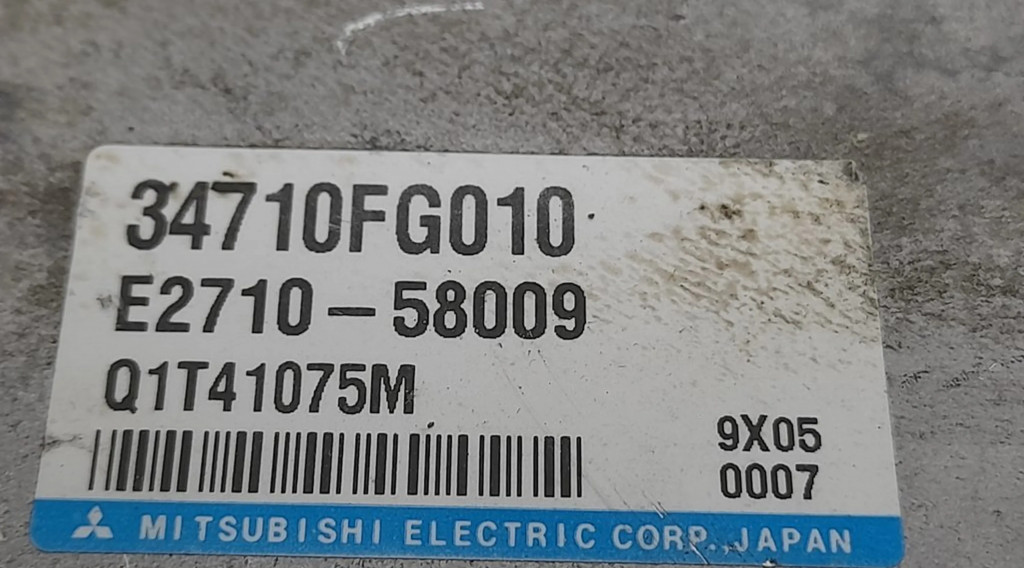 34710FG010
E2710-58009
Q1T41075M
9X05
0007
MITSUBISHI ELECTRIC CORP., JAPAN